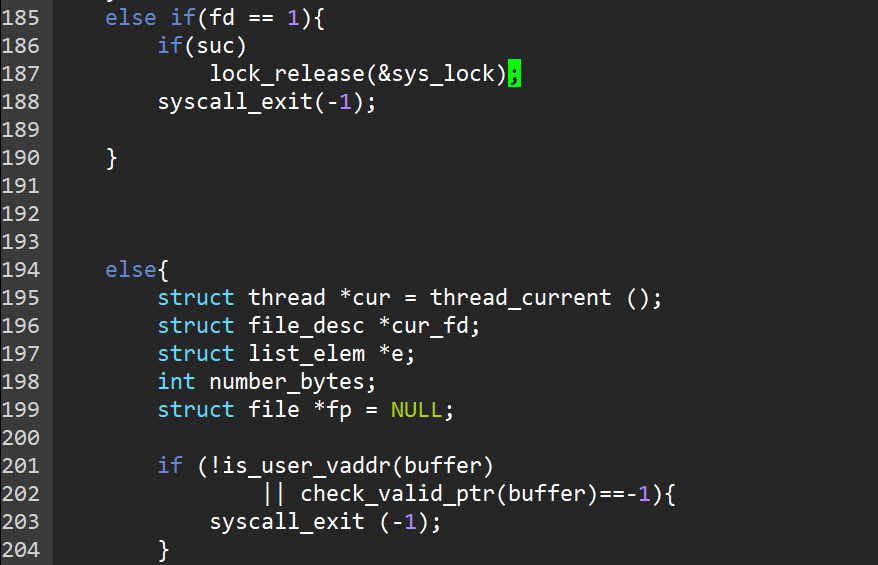 185 else if(fd == 1){
186 if(suc)
187 lock_release(&sys_lock);
188 syscall_exit(-1);
189
190 }
191
192
193
194 else{
195 struct thread *cur = thread_current ();
196 struct file_desc *cur_fd;
197 struct list_elem *e;
198 int number_bytes;
199 struct file *fp = NULL;
200
201 if (!is_user_vaddr(buffer)
202 || check_valid_ptr(buffer)==-1){
203 syscall_exit (-1);
204 }